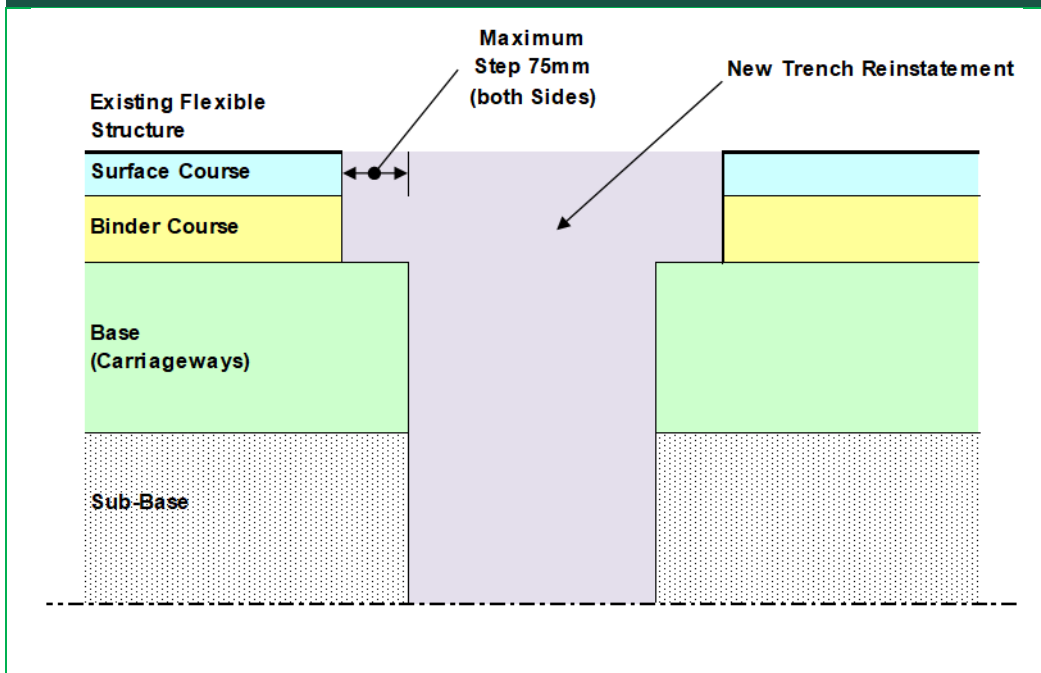 Maximum
Step 75mm
(both Sides)
New Trench Reinstatement
Existing Flexible
Structure
Surface Course
Binder Course
Base
(Carriageways)
Sub-Base